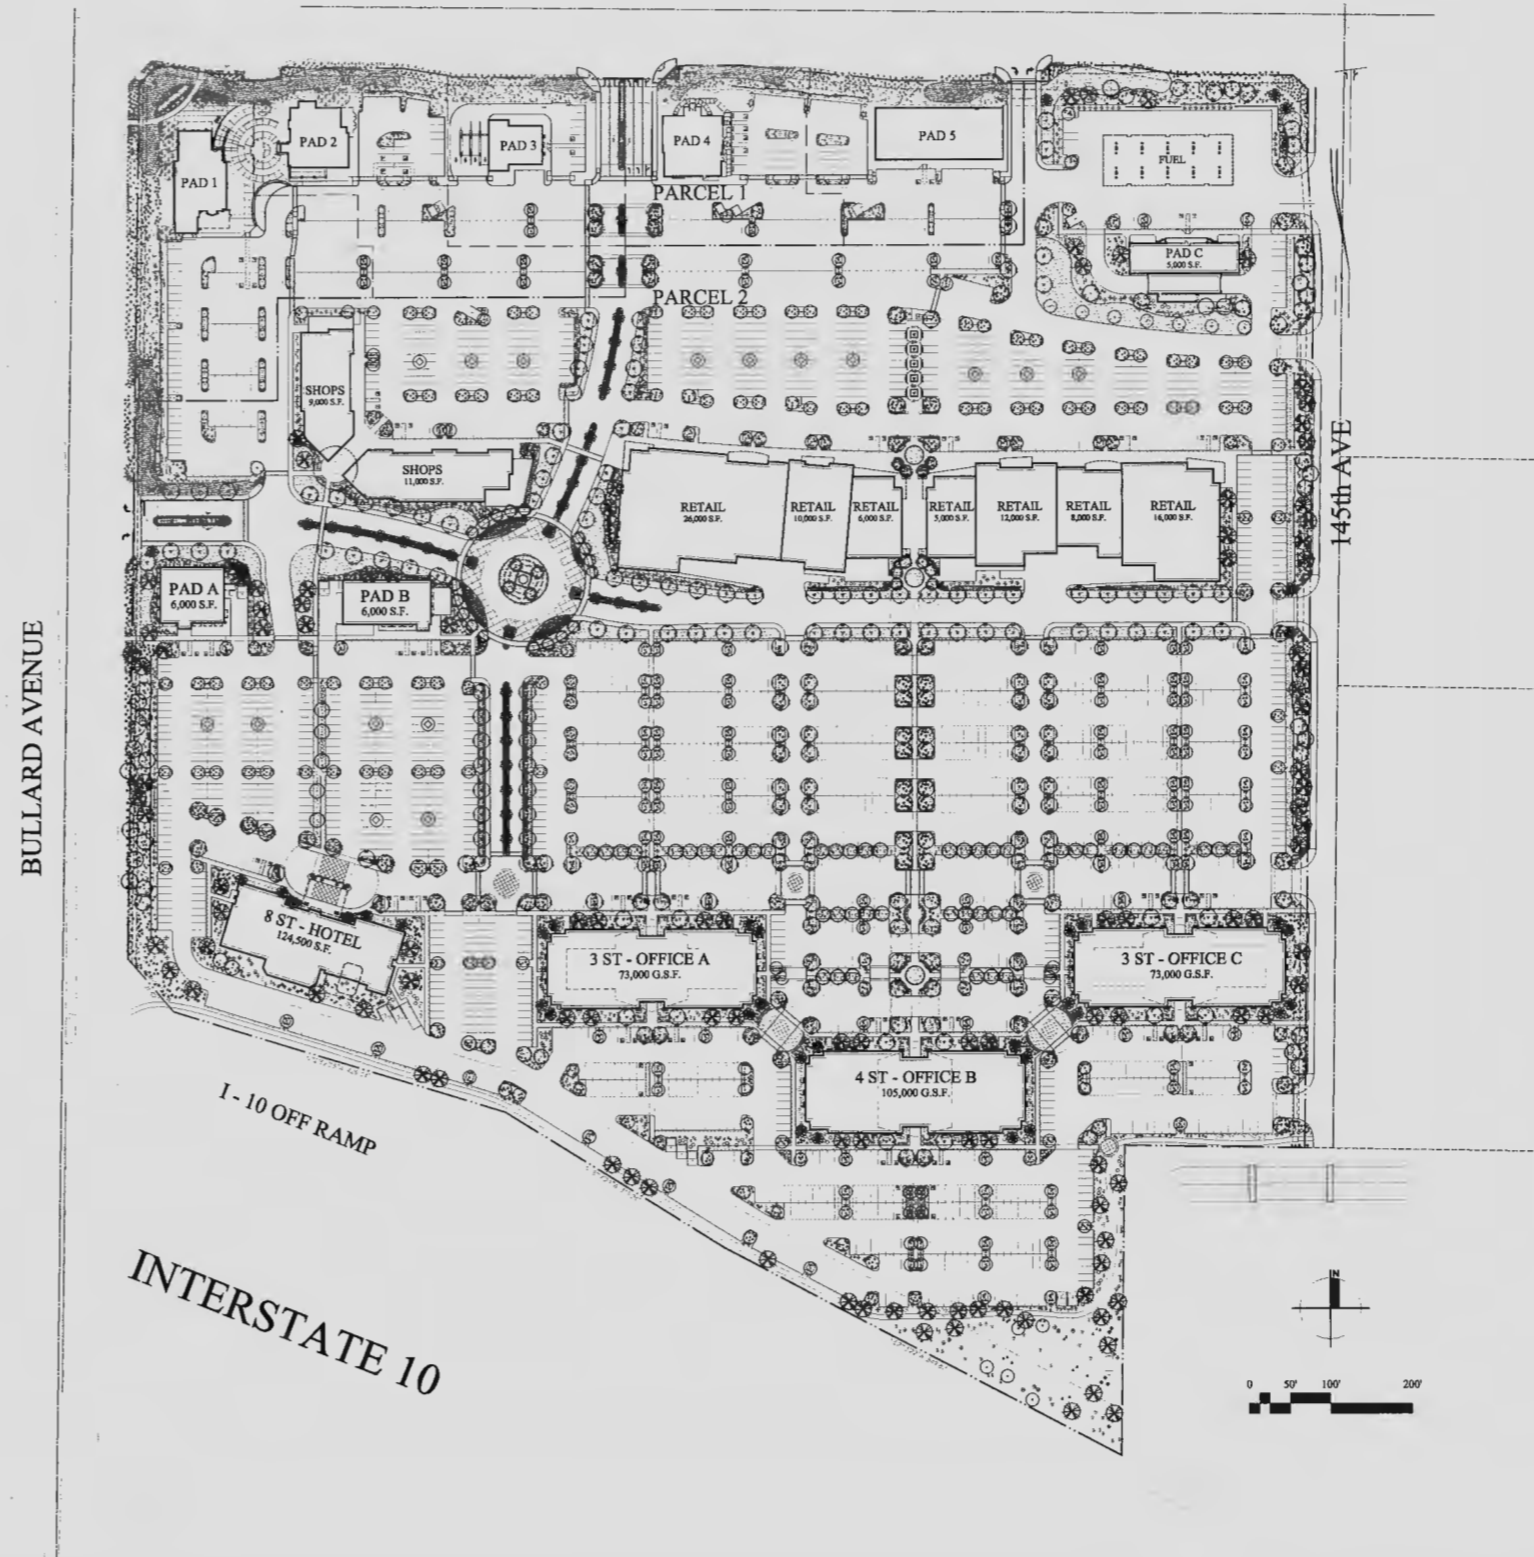 PAD 1
PAD 2
PAD 3
PAD 4
PAD 5
FUEL
PARCEL 1
PAD C
5,000 S.F.
PARCEL 2
SHOPS
9,000 S.F.
SHOPS
11,000 S.F.
RETAIL
26,000 S.F.
RETAIL
10,000 S.F.
RETAIL
6,000 S.F.
RETAIL
5,000 S.F.
RETAIL
12,000 S.F.
RETAIL
8,000 S.F.
RETAIL
16,000 S.F.
145th AVE
PAD A
6,000 S.F.
PAD B
6,000 S.F.
BULLARD AVENUE
8 ST - HOTEL
124,500 S.F.
3 ST - OFFICE A
73,000 G.S.F.
3 ST - OFFICE C
73,000 G.S.F.
4 ST - OFFICE B
105,000 G.S.F.
I - 10 OFF RAMP
INTERSTATE 10
N
0 50' 100' 200'